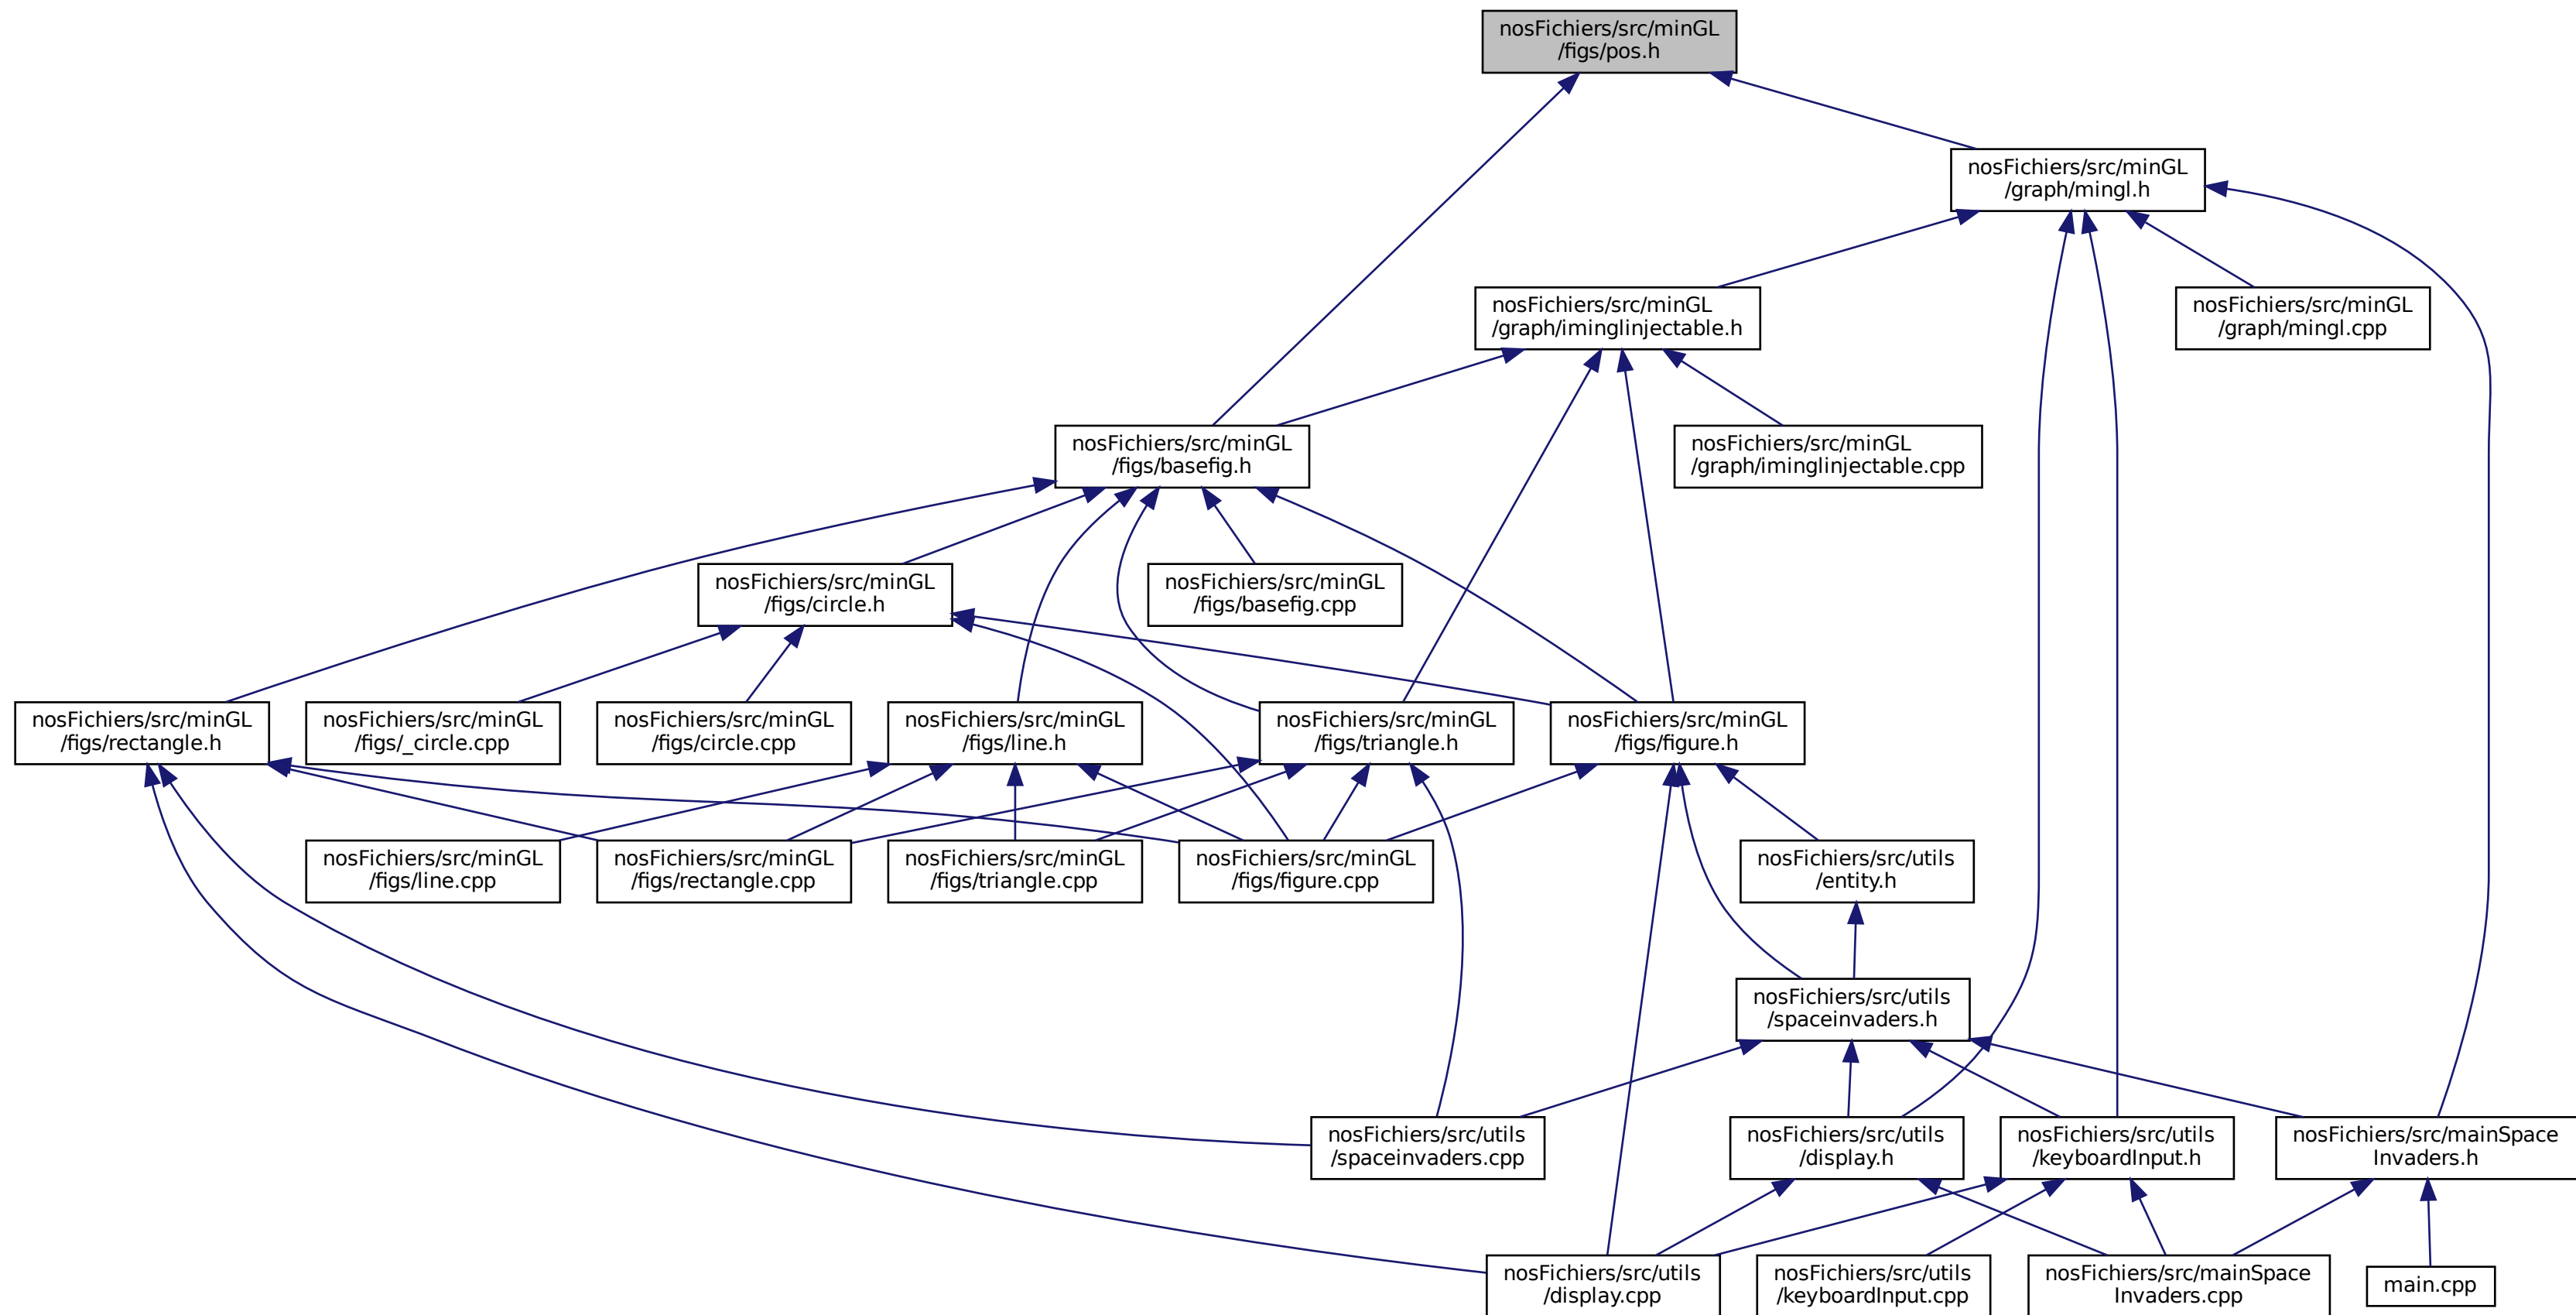 nosFichiers/src/minGL
/figs/pos.h
nosFichiers/src/minGL
/graph/mingl.h
nosFichiers/src/minGL
/graph/iminglinjectable.h
nosFichiers/src/minGL
/graph/mingl.cpp
nosFichiers/src/minGL
/figs/basefig.h
nosFichiers/src/minGL
/graph/iminglinjectable.cpp
nosFichiers/src/minGL
/figs/circle.h
nosFichiers/src/minGL
/figs/basefig.cpp
nosFichiers/src/minGL
/figs/rectangle.h
nosFichiers/src/minGL
/figs/_circle.cpp
nosFichiers/src/minGL
/figs/circle.cpp
nosFichiers/src/minGL
/figs/line.h
nosFichiers/src/minGL
/figs/triangle.h
nosFichiers/src/minGL
/figs/figure.h
nosFichiers/src/minGL
/figs/line.cpp
nosFichiers/src/minGL
/figs/rectangle.cpp
nosFichiers/src/minGL
/figs/triangle.cpp
nosFichiers/src/minGL
/figs/figure.cpp
nosFichiers/src/utils
/entity.h
nosFichiers/src/utils
/spaceinvaders.h
nosFichiers/src/utils
/spaceinvaders.cpp
nosFichiers/src/utils
/display.h
nosFichiers/src/utils
/keyboardInput.h
nosFichiers/src/mainSpace
Invaders.h
nosFichiers/src/utils
/display.cpp
nosFichiers/src/utils
/keyboardInput.cpp
nosFichiers/src/mainSpace
Invaders.cpp
main.cpp